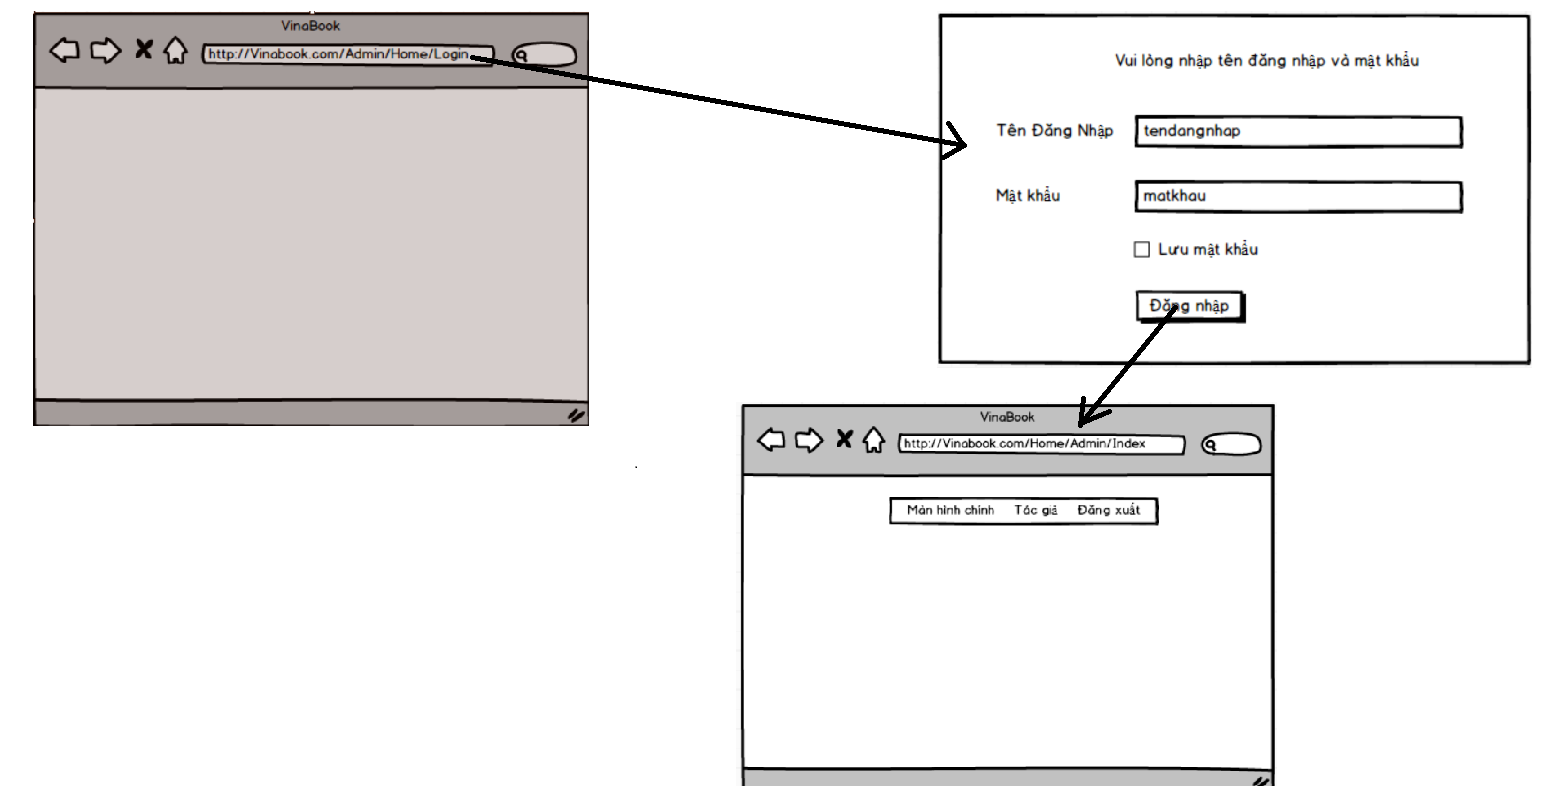 VinaBook
http://Vinabook.com/Admin/Home/Login
Vui lòng nhập tên đăng nhập và mật khẩu
Tên Đăng Nhập tendangnhap
Mật khẩu matkhau
Lưu mật khẩu
Đăng nhập
VinaBook
http://Vinabook.com/Home/Admin/Index
Màn hình chính Tác giả Đăng xuất